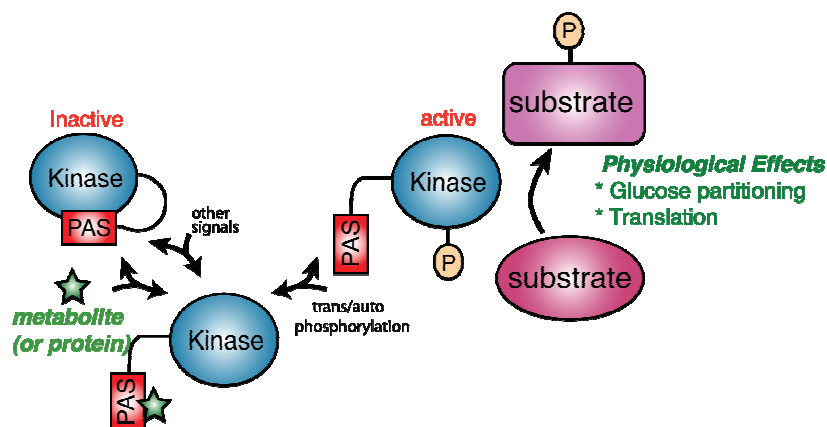 P
substrate
Inactive
active
Kinase
Kinase
Physiological Effects
* Glucose partitioning
* Translation
PAS
other
signals
PAS
P
substrate
metabolite
(or protein)
trans/auto
phosphorylation
Kinase
PAS